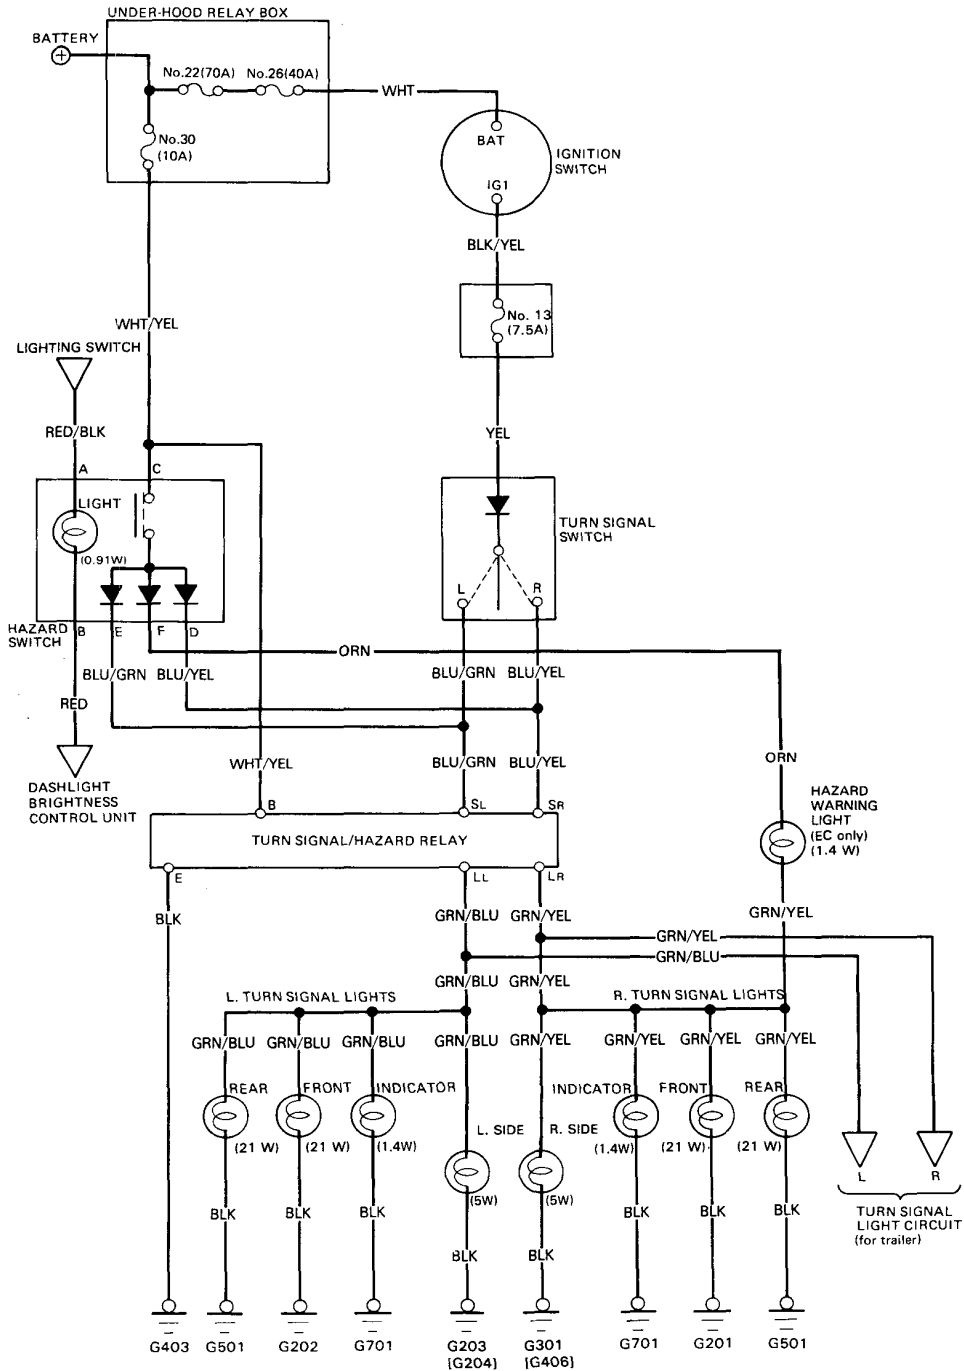 UNDER-HOOD RELAY BOX
BATTERY
No.22(70A) No.26(40A)
WHT
No.30
(10A)
BAT
IGNITION
SWITCH
IG1
BLK/YEL
No. 13
(7.5A)
WHT/YEL
LIGHTING SWITCH
RED/BLK
YEL
A
C
LIGHT
(0.91W)
TURN SIGNAL
SWITCH
L
R
HAZARD
SWITCH
B
E
F
D
ORN
BLU/GRN
BLU/YEL
BLU/GRN
BLU/YEL
RED
WHT/YEL
BLU/GRN
BLU/YEL
ORN
DASHLIGHT
BRIGHTNESS
CONTROL UNIT
HAZARD
WARNING
LIGHT
(EC only)
(1.4 W)
B
SL
SR
TURN SIGNAL/HAZARD RELAY
E
LL
LR
BLK
GRN/BLU
GRN/YEL
GRN/YEL
GRN/YEL
GRN/BLU
GRN/BLU
GRN/YEL
L. TURN SIGNAL LIGHTS
R. TURN SIGNAL LIGHTS
GRN/BLU
GRN/BLU
GRN/BLU
GRN/BLU
GRN/YEL
GRN/YEL
GRN/YEL
GRN/YEL
REAR
FRONT
INDICATOR
INDICATOR
FRONT
REAR
(21 W)
(21 W)
(1.4W)
L. SIDE
R. SIDE
(1.4W)
(21 W)
(21 W)
(5W)
(5W)
L
R
TURN SIGNAL
LIGHT CIRCUIT
(for trailer)
BLK
BLK
BLK
BLK
BLK
BLK
BLK
BLK
G403
G501
G202
G701
G203
[G204]
G301
[G406]
G701
G201
G501